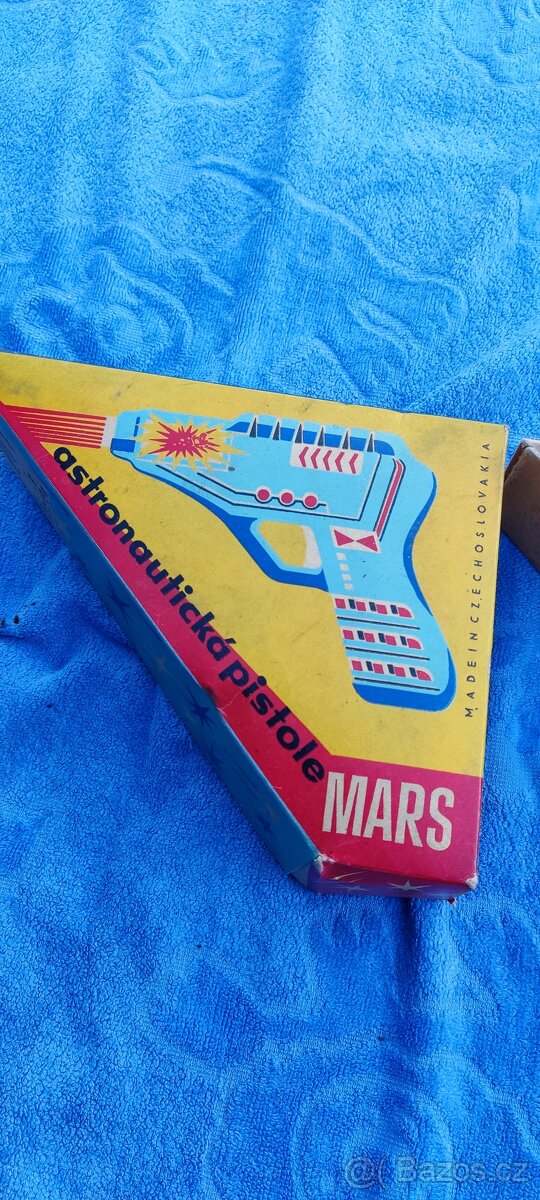 astronautická pistole
MARS
MADE IN CZECHOSLOVAKIA
Bazos.cz